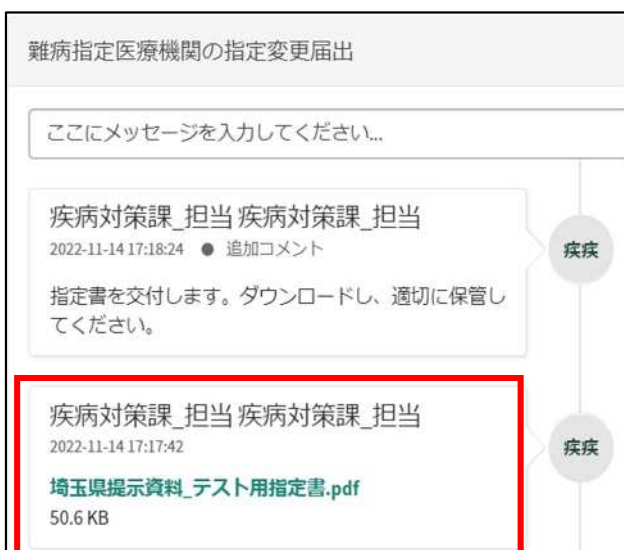 難病指定医療機関の指定変更届出
ここにメッセージを入力してください...
疾病対策課_担当 疾病対策課_担当
2022-11-14 17:18:24 ● 追加コメント
疾疾
指定書を交付します。ダウンロードし、適切に保管し
てください。
疾病対策課_担当 疾病対策課_担当
2022-11-14 17:17:42
疾疾
埼玉県提示資料_テスト用指定書.pdf
50.6 KB